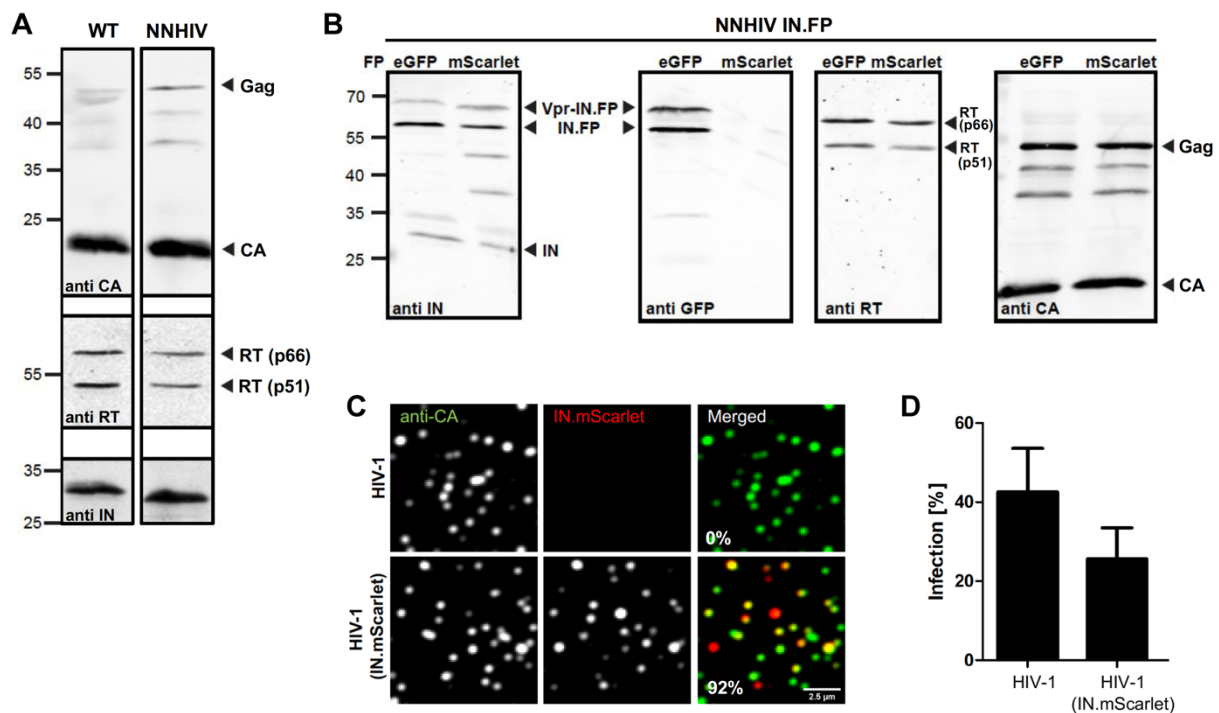 A
WT NNHIV
55
40
25
Gag
CA
anti CA
55
RT (p66)
RT (p51)
anti RT
35
25
anti IN
B
NNHIV IN.FP
FP eGFP mScarlet
70
55
40
35
25
Vpr-IN.FP
IN.FP
IN
anti IN
eGFP mScarlet
anti GFP
eGFP mScarlet
RT
(p66)
RT
(p51)
anti RT
eGFP mScarlet
Gag
CA
anti CA
C
anti-CA IN.mScarlet Merged
HIV-1
0%
HIV-1
(IN.mScarlet)
92%
2.5 µm
D
Infection [%]
60
40
20
0
HIV-1
HIV-1
(IN.mScarlet)